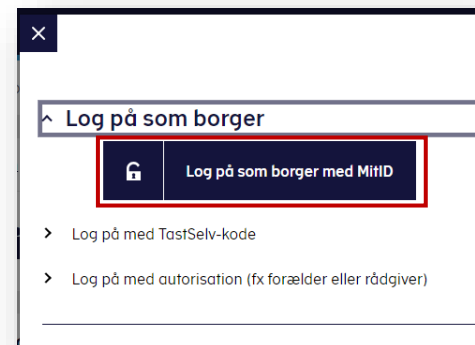 Log på som borger
Log på som borger med MitID
Log på med TastSelv-kode
Log på med autorisation (fx forælder eller rådgiver)